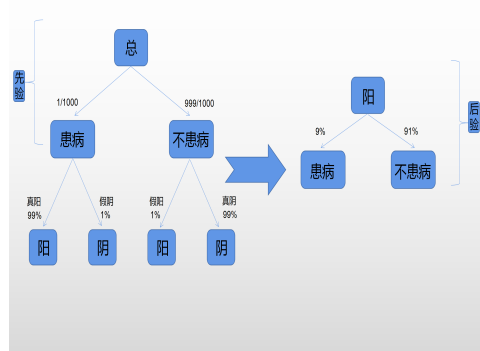 总
先验
1/1000
999/1000
患病
不患病
真阳
99%
假阴
1%
假阳
1%
真阴
99%
阳
阴
阳
阴
阳
后验
9%
91%
患病
不患病